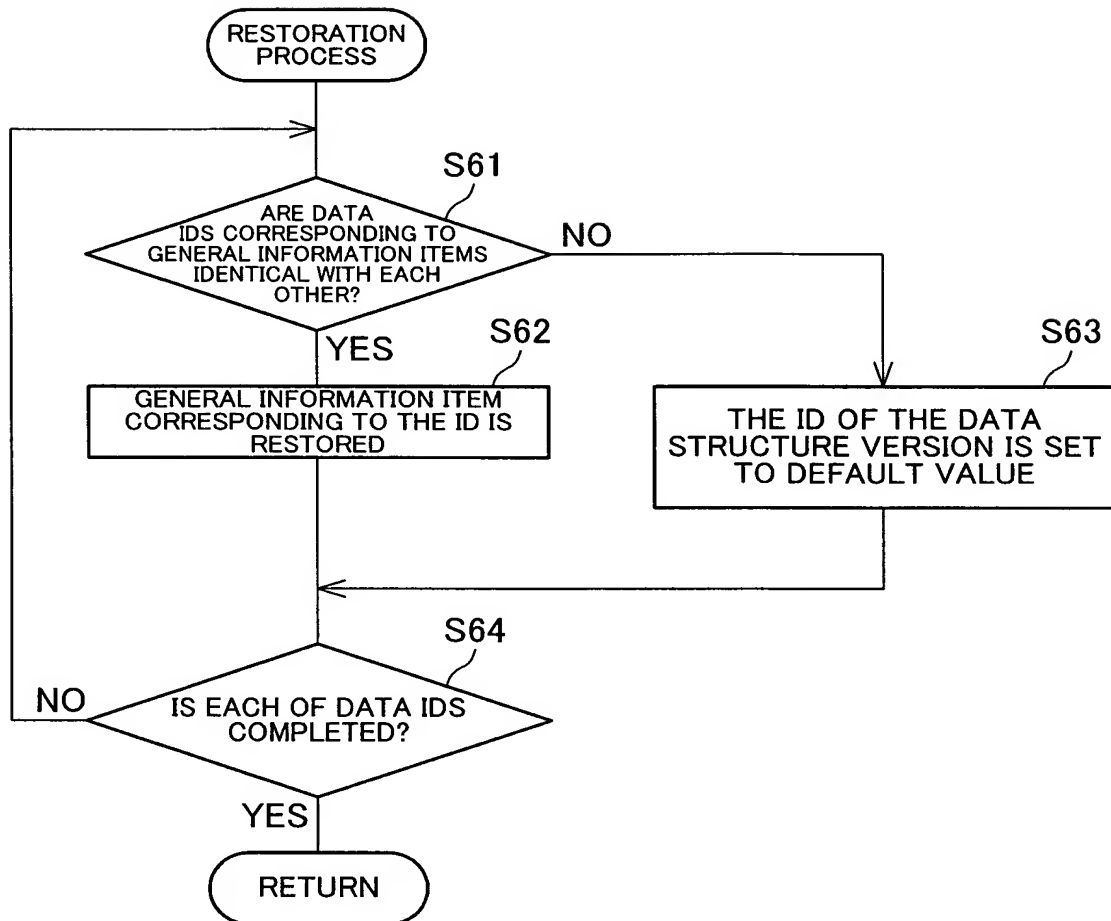 RESTORATION
PROCESS
S61
ARE DATA
IDS CORRESPONDING TO
GENERAL INFORMATION ITEMS
IDENTICAL WITH EACH
OTHER?
NO
YES
S62
GENERAL INFORMATION ITEM
CORRESPONDING TO THE ID IS
RESTORED
S63
THE ID OF THE DATA
STRUCTURE VERSION IS SET
TO DEFAULT VALUE
S64
IS EACH OF DATA IDS
COMPLETED?
NO
YES
RETURN